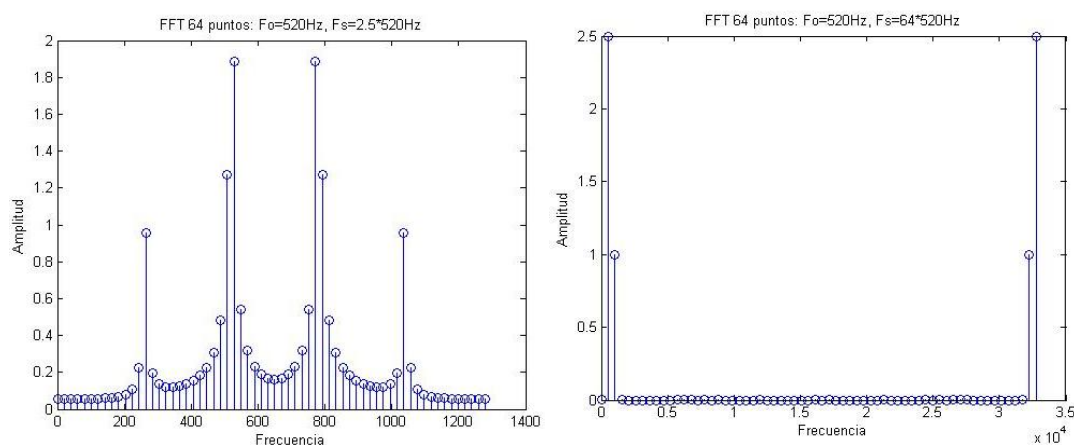 FFT 64 puntos: Fo=520Hz, Fs=2.5*520Hz
2
1.8
1.6
1.4
1.2
1
0.8
0.6
0.4
0.2
0
Amplitud
0 200 400 600 800 1000 1200 1400
Frecuencia
FFT 64 puntos: Fo=520Hz, Fs=64*520Hz
2.5
2
1.5
1
0.5
0
Amplitud
0 0.5 1 1.5 2 2.5 3 3.5
Frecuencia
x 10^4